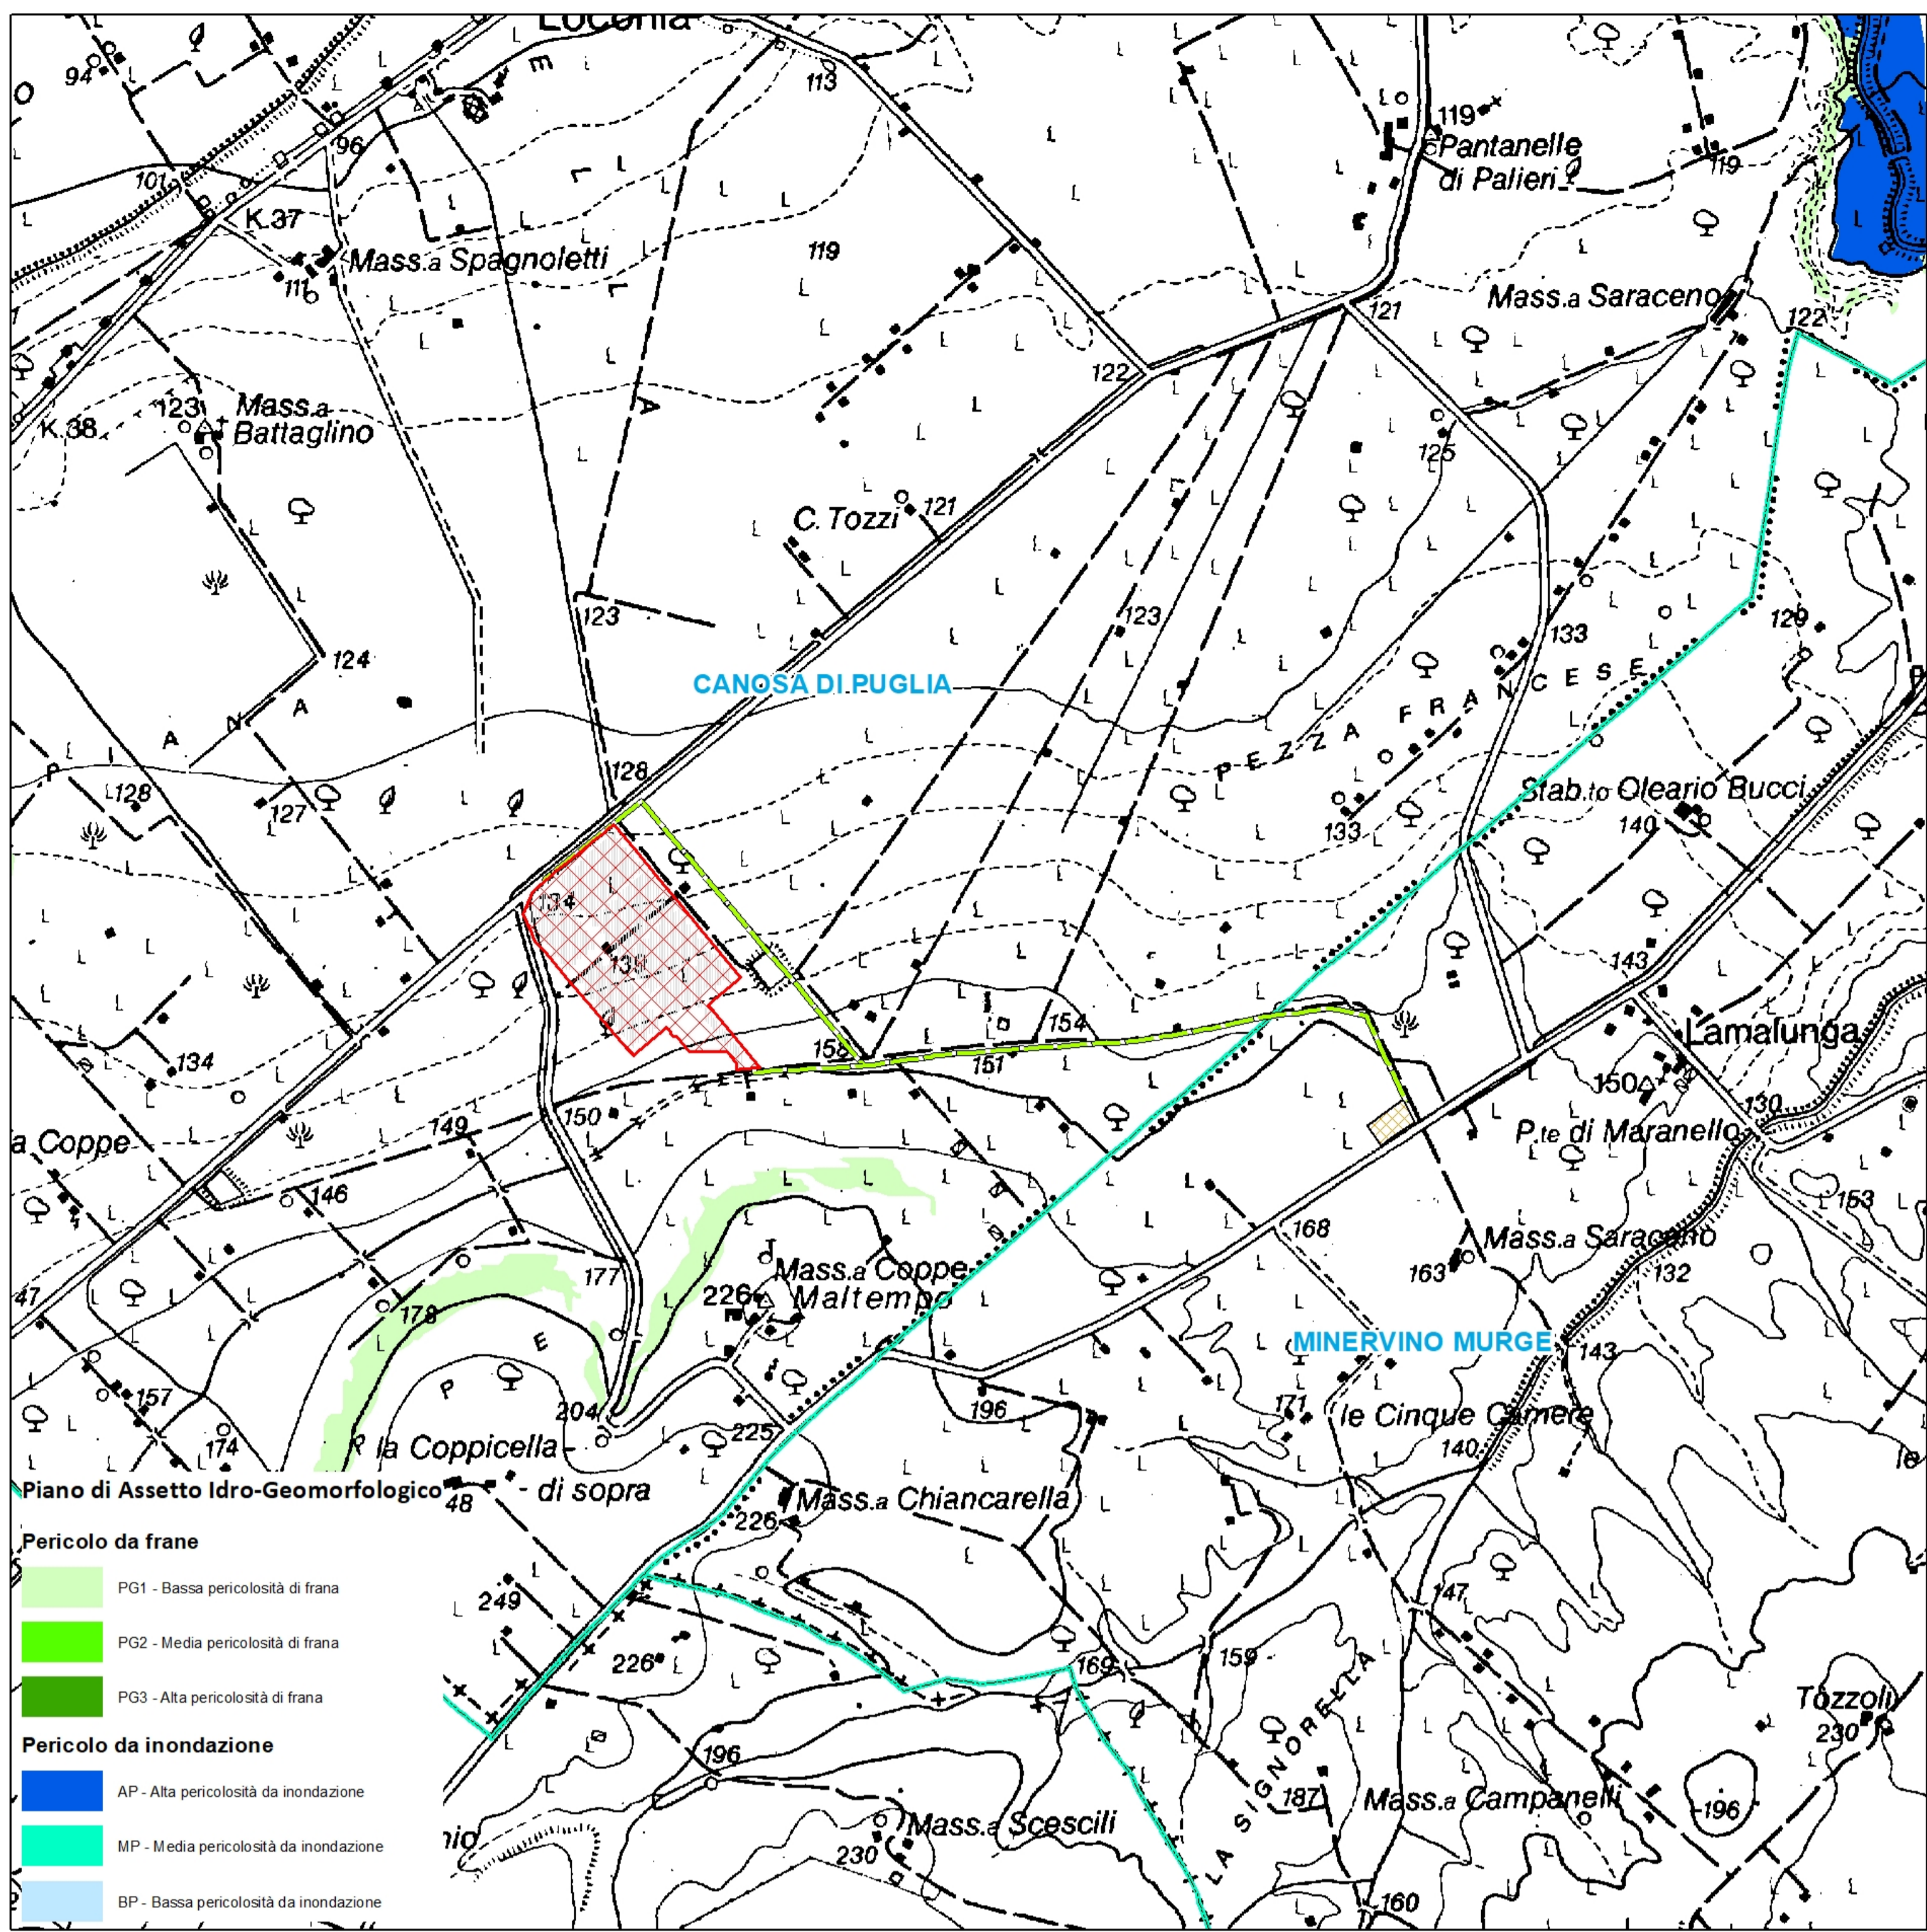 Loconia
94
E
113
119
Pantanelle
di Palieri
119
O
96
101
K.37
L
L
Mass.a Spagnoletti
111
119
121
Mass.a Saraceno
122
122
A
123
Mass.a
Battaglino
K.38
125
C. Tozzi
121
123
123
129
133
124
CANOSA DI PUGLIA
PEZZA FRANCESE
PIANA
128
128
127
Stab.to Oleario Bucci
140
133
134
139
143
154
151
Lamalunga
134
150
150
130
P.te di Maranello
149
a Coppe
146
153
168
Mass.a Saraceno
163
132
177
Mass.a Coppe
Maltempo
226
47
178
E
P
MINERVINO MURGE
143
157
204
225
196
171
le Cinque Camere
140
174
la Coppicella
di sopra
Piano di Assetto Idro-Geomorfologico
48
Mass.a Chiancarella
226
Pericolo da frane
PG1 - Bassa pericolosità di frana
249
147
PG2 - Media pericolosità di frana
226
169
159
PG3 - Alta pericolosità di frana
Tozzoli
230
Pericolo da inondazione
196
LA SIGNORELLA
AP - Alta pericolosità da inondazione
187
Mass.a Campanelli
196
Mass.a Scescili
MP - Media pericolosità da inondazione
nio
230
BP - Bassa pericolosità da inondazione
160